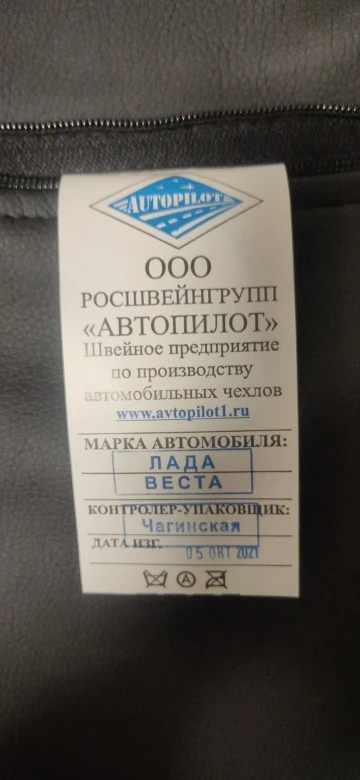 AUTOPILOT
ООО
РОСШВЕЙНГРУПП
«АВТОПИЛОТ»
Швейное предприятие
по производству
автомобильных чехлов
www.avtopilot1.ru
МАРКА АВТОМОБИЛЯ:
ЛАДА
ВЕСТА
КОНТРОЛЕР-УПАКОВЩИК:
Чагинская
ДАТА ИЗГ.
05 ОКТ 2021
A